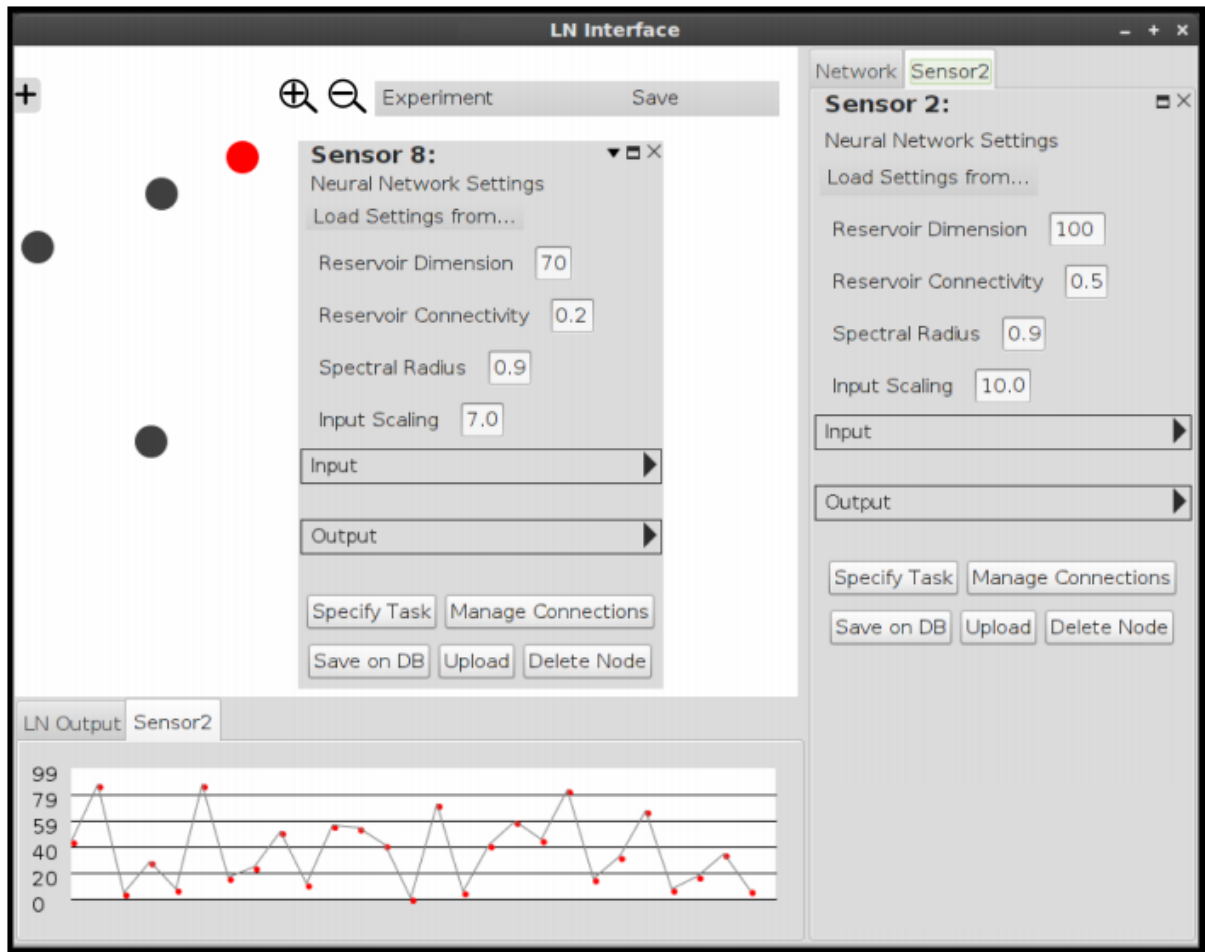 LN Interface
Experiment Save
Sensor 8:
Neural Network Settings
Load Settings from...
Reservoir Dimension 70
Reservoir Connectivity 0.2
Spectral Radius 0.9
Input Scaling 7.0
Input
Output
Specify Task Manage Connections
Save on DB Upload Delete Node
Network Sensor2
Sensor 2:
Neural Network Settings
Load Settings from...
Reservoir Dimension 100
Reservoir Connectivity 0.5
Spectral Radius 0.9
Input Scaling 10.0
Input
Output
Specify Task Manage Connections
Save on DB Upload Delete Node
LN Output Sensor2
99
79
59
40
20
0